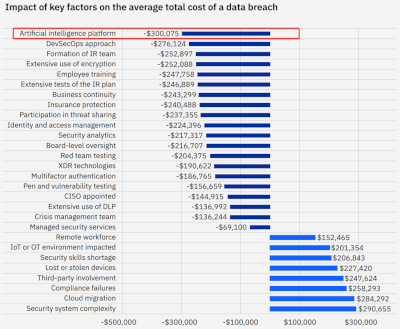 Impact of key factors on the average total cost of a data breach
Artificial intelligence platform -$300,075
DevSecOps approach -$276,124
Formation of IR team -$252,897
Extensive use of encryption -$252,088
Employee training -$247,758
Extensive tests of the IR plan -$246,889
Business continuity -$243,299
Insurance protection -$240,488
Participation in threat sharing -$237,355
Identity and access management -$224,396
Security analytics -$217,317
Board-level oversight -$216,707
Red team testing -$204,375
XDR technologies -$190,622
Multifactor authentication -$186,765
Pen and vulnerability testing -$156,659
CISO appointed -$144,915
Extensive use of DLP -$136,992
Crisis management team -$136,244
Managed security services -$69,100
Remote workforce $152,465
IoT or OT environment impacted $201,354
Security skills shortage $206,843
Lost or stolen devices $227,420
Third-party involvement $247,624
Compliance failures $258,293
Cloud migration $284,292
Security system complexity $290,655
-$500,000 -$300,000 -$100,000 $100,000 $300,000